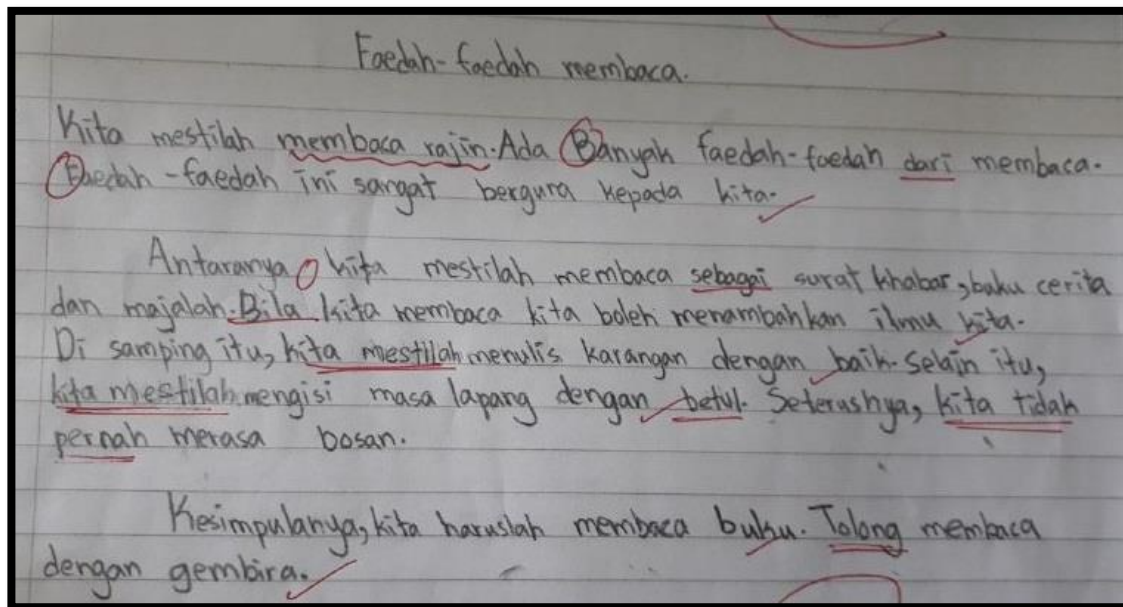 Faedah-faedah membaca.
Kita mestilah membaca rajin. Ada Banyak faedah-faedah dari membaca.
Faedah-faedah ini sangat berguna kepada kita.
Antaranya kita mestilah membaca sebagai surat khabar, buku cerita
dan majalah. Bila kita membaca kita boleh menambahkan ilmu kita.
Di samping itu, kita mestilah menulis karangan dengan baik. Selain itu,
kita mestilah mengisi masa lapang dengan betul. Seterushya, kita tidak
pernah merasa bosan.
Kesimpulanya, kita haruslah membaca buku. Tolong membaca
dengan gembira.